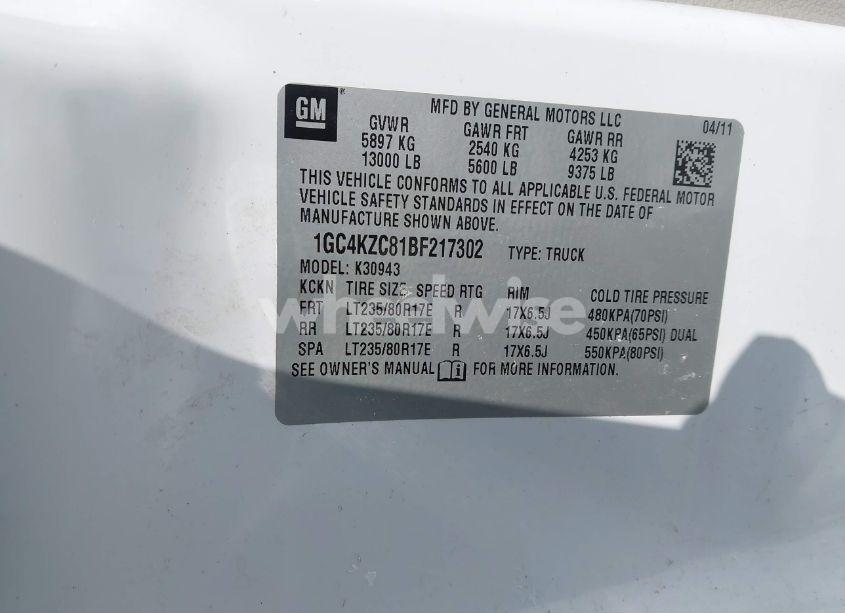 GM
MFD BY GENERAL MOTORS LLC
04/11
GVWR GAWR FRT GAWR RR
5897 KG 2540 KG 4253 KG
13000 LB 5600 LB 9375 LB
THIS VEHICLE CONFORMS TO ALL APPLICABLE U.S. FEDERAL MOTOR
VEHICLE SAFETY STANDARDS IN EFFECT ON THE DATE OF
MANUFACTURE SHOWN ABOVE.
1GC4KZC81BF217302 TYPE: TRUCK
MODEL: K30943
KCKN TIRE SIZE SPEED RTG RIM COLD TIRE PRESSURE
FRT LT235/80R17E R 17X6.5J 480KPA(70PSI)
RR LT235/80R17E R 17X6.5J 450KPA(65PSI) DUAL
SPA LT235/80R17E R 17X6.5J 550KPA(80PSI)
SEE OWNER'S MANUAL FOR MORE INFORMATION.
wheelwire